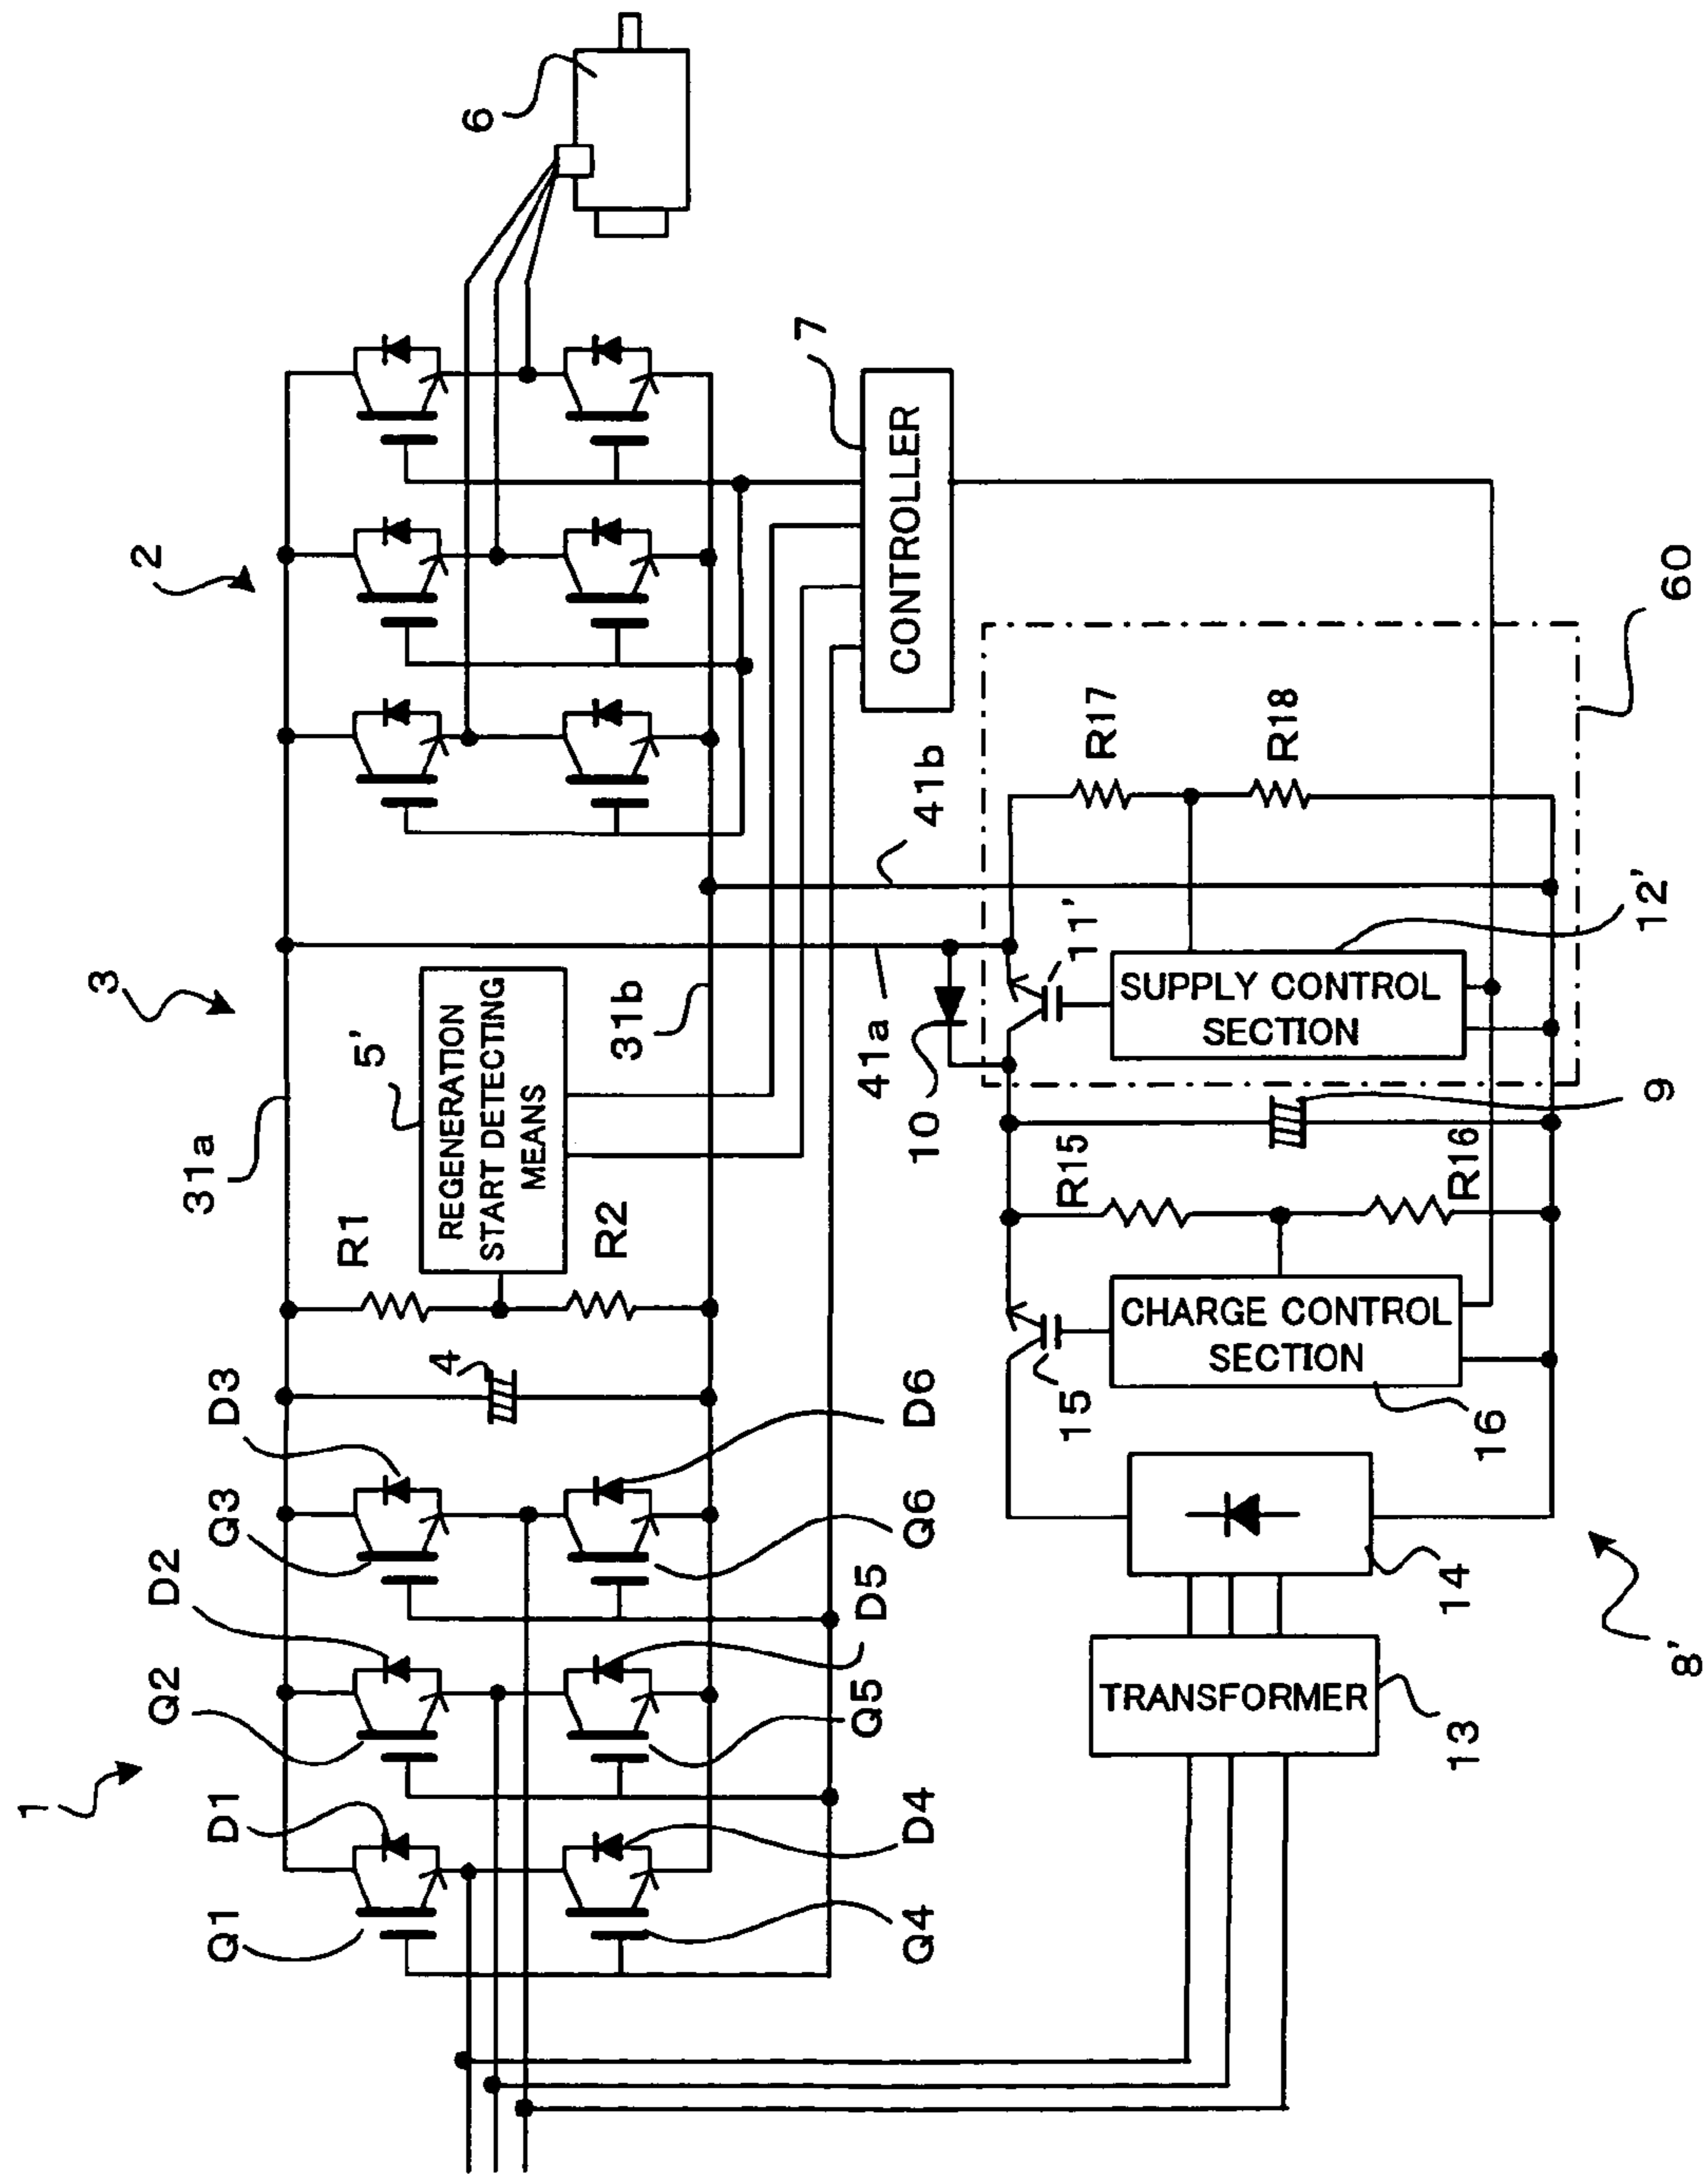 1
2
3
Q1
D1
Q2
D2
Q3
D3
4
R1
31a
5'
REGENERATION
START DETECTING
MEANS
R2
31b
6
Q4
D4
Q5
D5
Q6
D6
7
CONTROLLER
41a
41b
10
11'
R17
R18
15
R15
R16
TRANSFORMER
13
14
CHARGE CONTROL
SECTION
16
SUPPLY CONTROL
SECTION
12'
9
60
8'